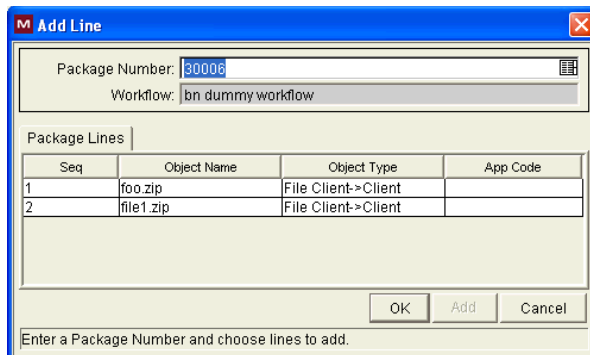 M Add Line
Package Number: 30006
Workflow: bn dummy workflow
Package Lines
Seq Object Name Object Type App Code
1 foo.zip File Client->Client
2 file1.zip File Client->Client
OK Add Cancel
Enter a Package Number and choose lines to add.